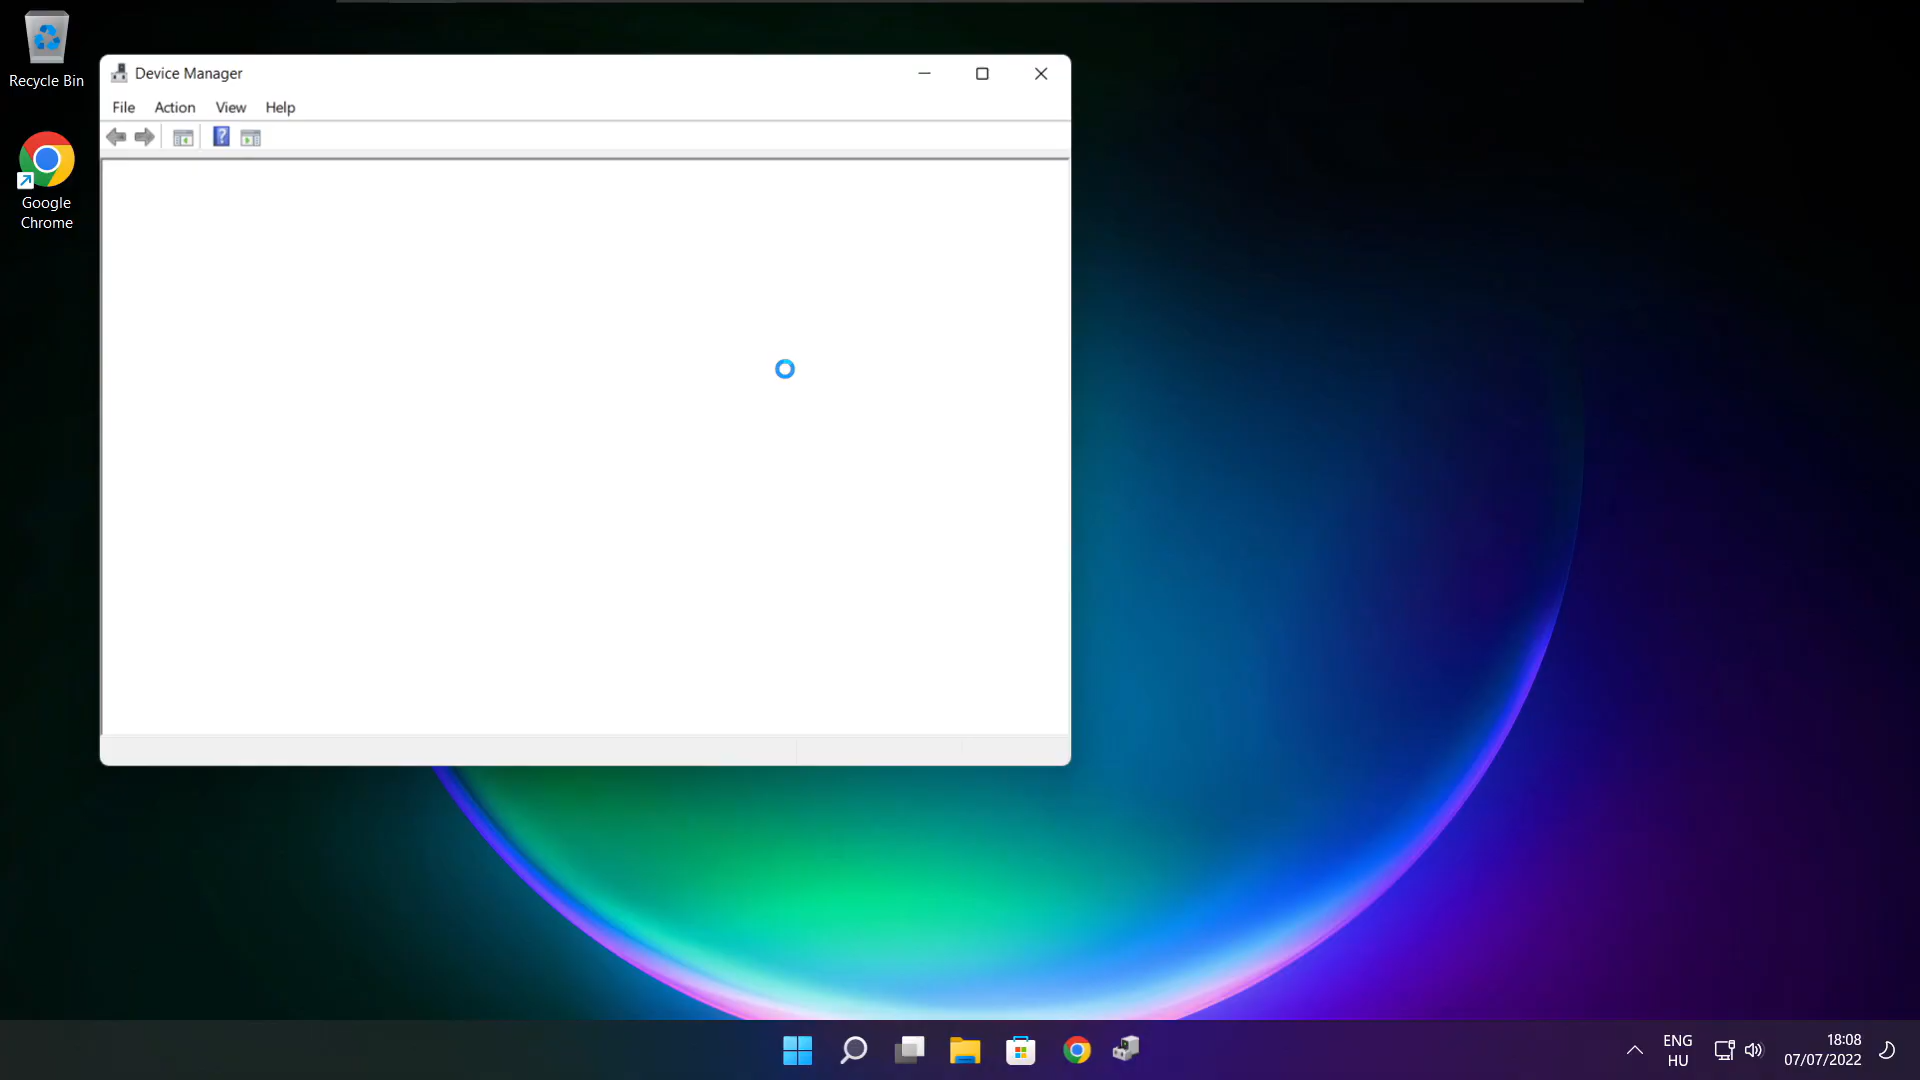 Recycle Bin
Google
Chrome
Device Manager
File Action View Help
ENG
HU
18:08
07/07/2022